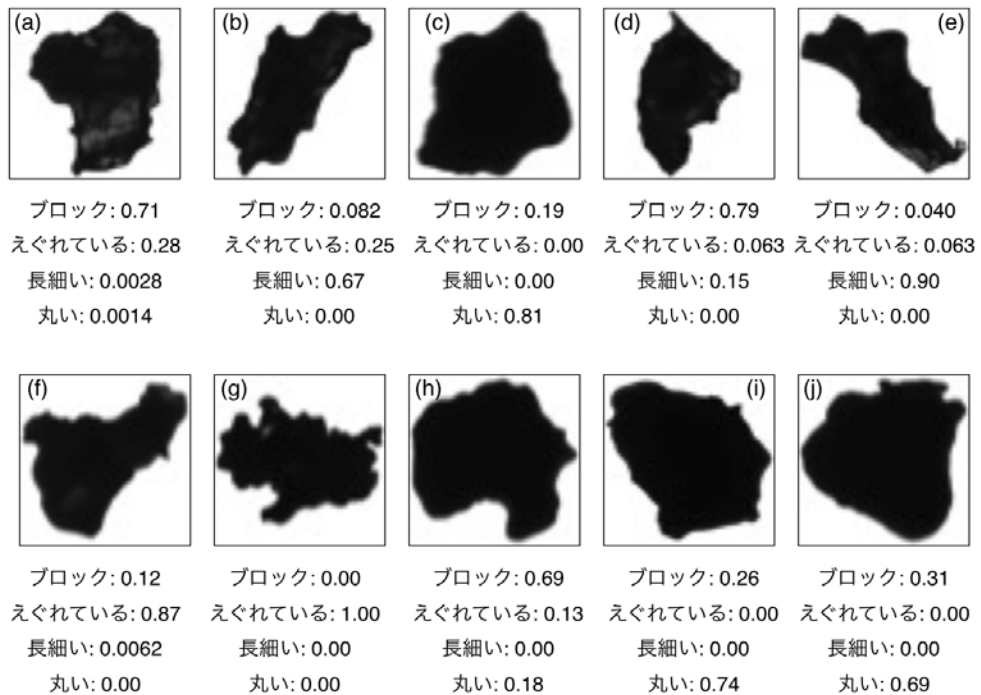 (a) (b) (c) (d) (e)
ブロック: 0.71 ブロック: 0.082 ブロック: 0.19 ブロック: 0.79 ブロック: 0.040
えぐれている: 0.28 えぐれている: 0.25 えぐれている: 0.00 えぐれている: 0.063 えぐれている: 0.063
長細い: 0.0028 長細い: 0.67 長細い: 0.00 長細い: 0.15 長細い: 0.90
丸い: 0.0014 丸い: 0.00 丸い: 0.81 丸い: 0.00 丸い: 0.00
(f) (g) (h) (i) (j)
ブロック: 0.12 ブロック: 0.00 ブロック: 0.69 ブロック: 0.26 ブロック: 0.31
えぐれている: 0.87 えぐれている: 1.00 えぐれている: 0.13 えぐれている: 0.00 えぐれている: 0.00
長細い: 0.0062 長細い: 0.00 長細い: 0.00 長細い: 0.00 長細い: 0.00
丸い: 0.00 丸い: 0.00 丸い: 0.18 丸い: 0.74 丸い: 0.69